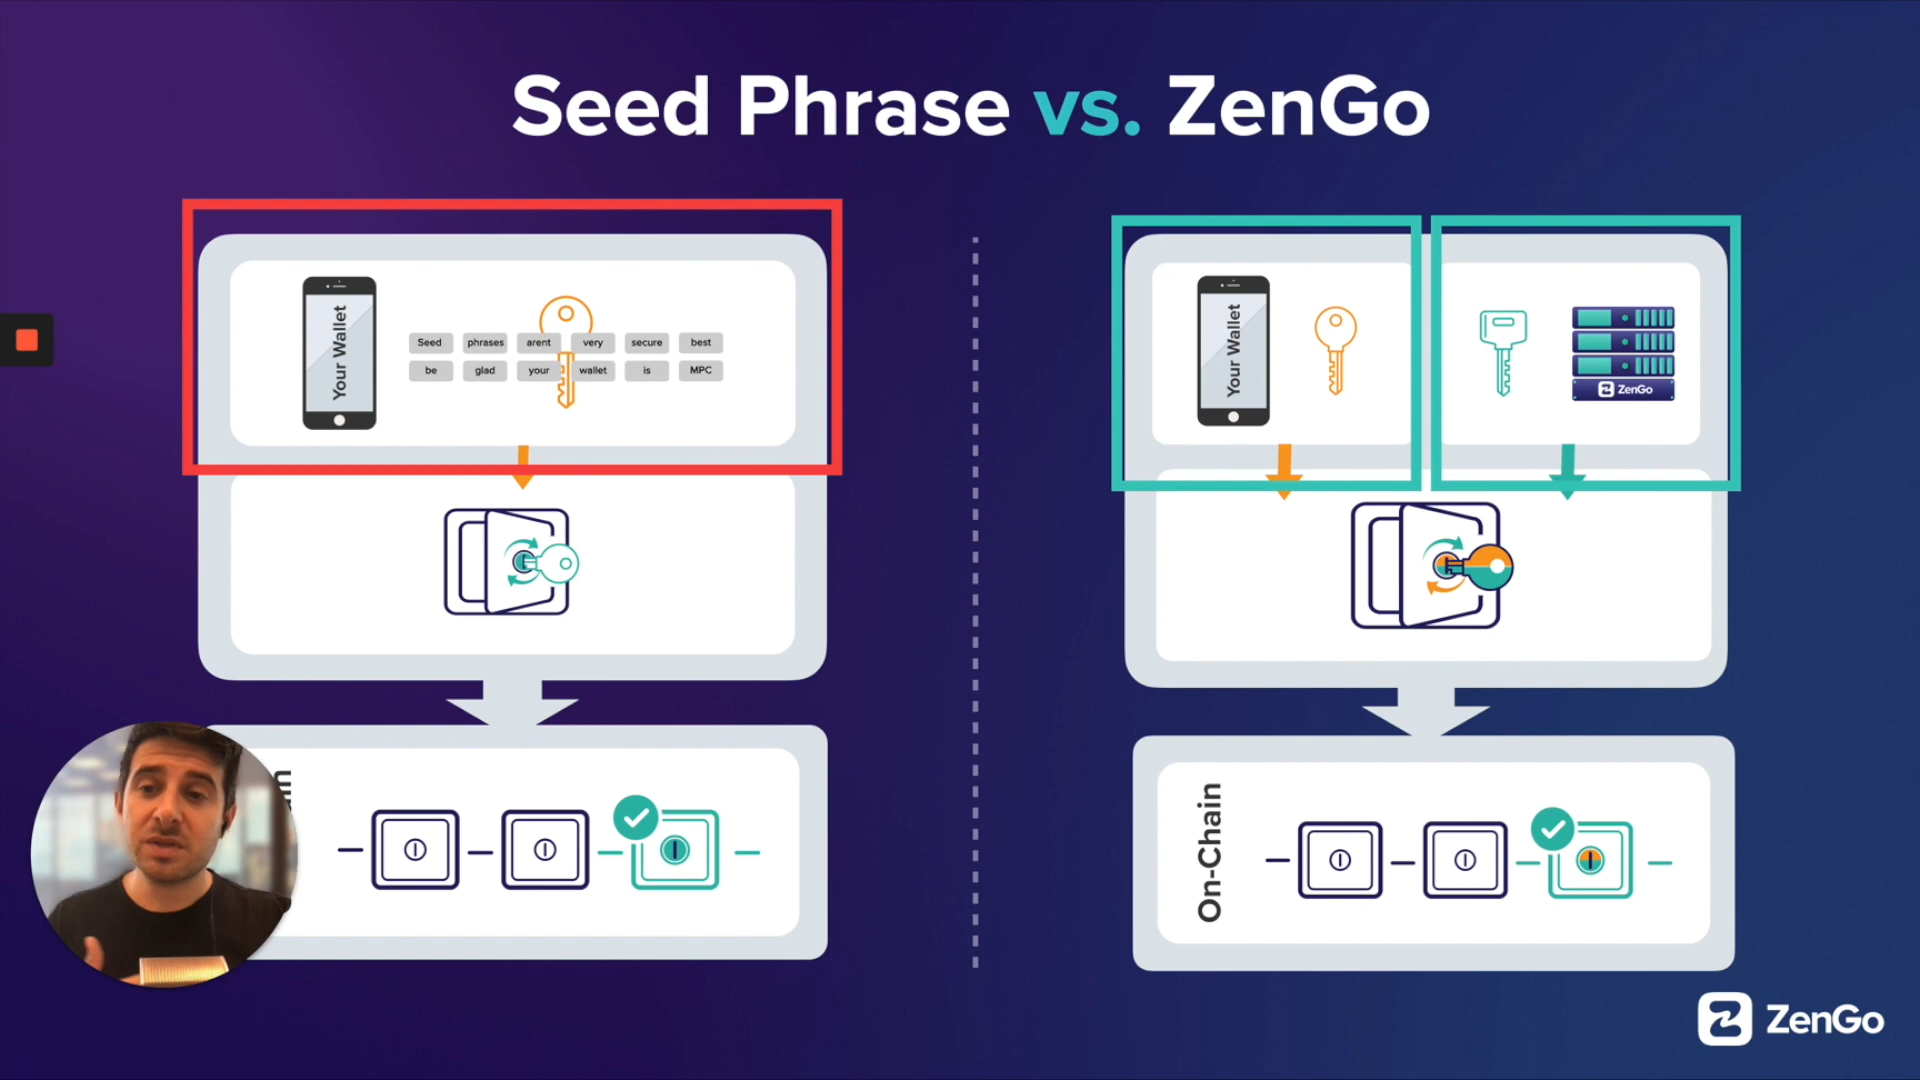 Seed Phrase vs. ZenGo
Your Wallet
Seed phrases arent very secure best
be glad your wallet is MPC
Your Wallet
ZenGo
On-Chain
ZenGo